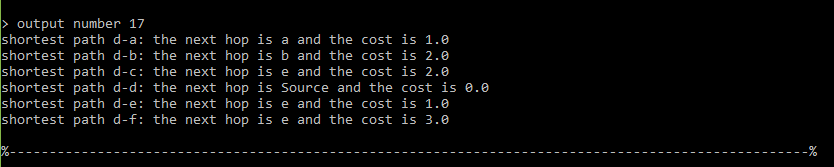 > output number 17
shortest path d-a: the next hop is a and the cost is 1.0
shortest path d-b: the next hop is b and the cost is 2.0
shortest path d-c: the next hop is e and the cost is 2.0
shortest path d-d: the next hop is Source and the cost is 0.0
shortest path d-e: the next hop is e and the cost is 1.0
shortest path d-f: the next hop is e and the cost is 3.0
%----------------------------------------------------------------------------------------------------%